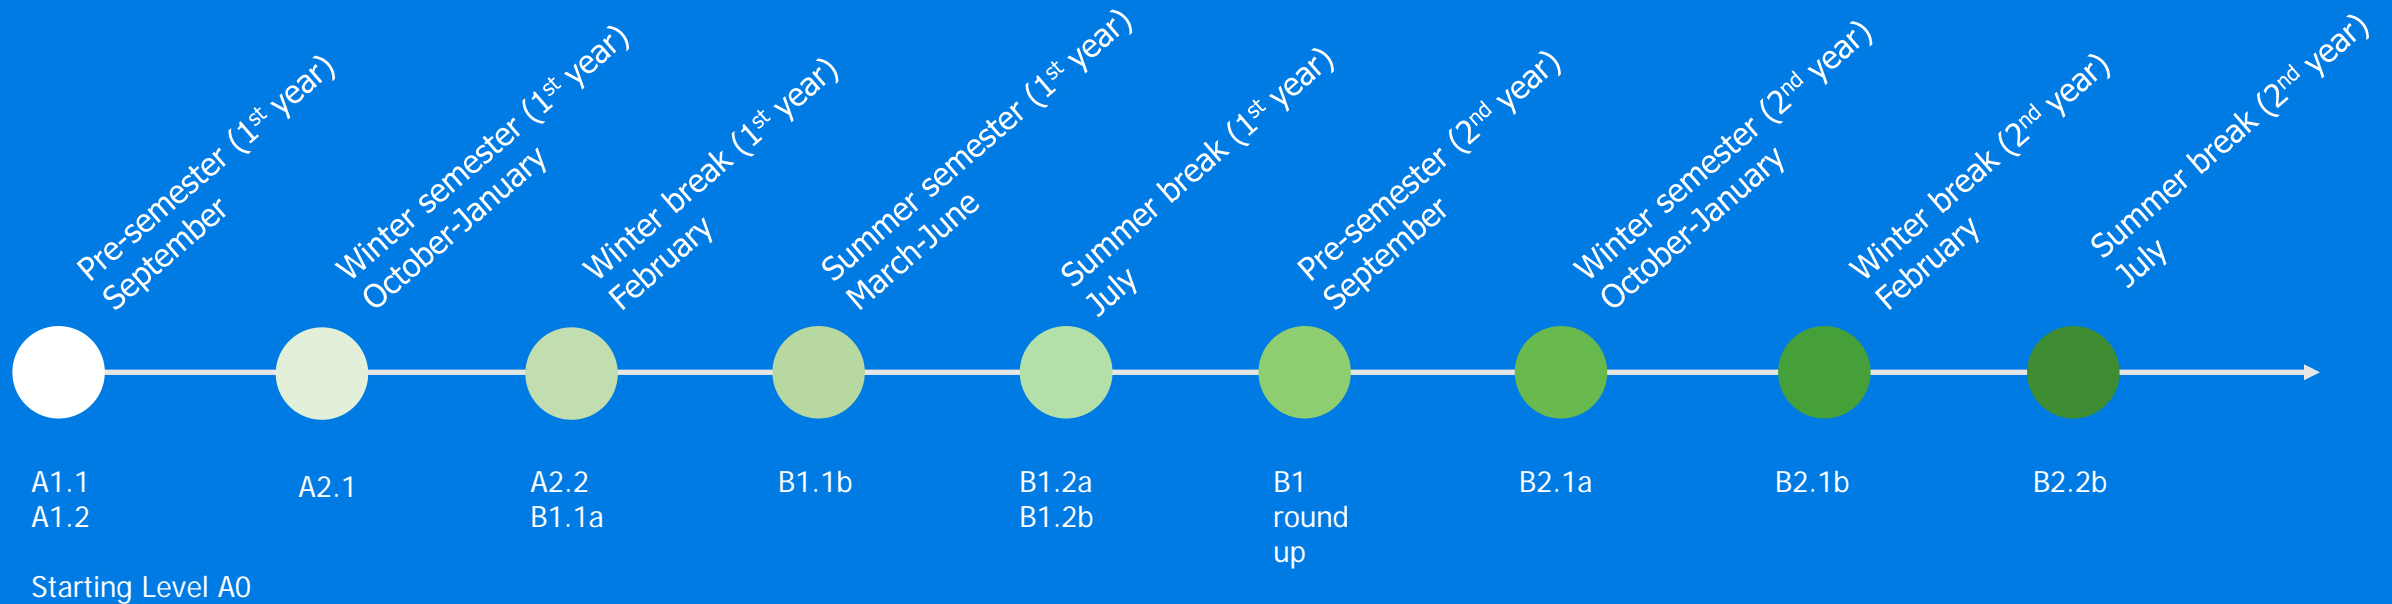 Pre-semester (1st year)
September
Winter semester (1st year)
October-January
Winter break (1st year)
February
Summer semester (1st year)
March-June
Summer break (1st year)
July
Pre-semester (2nd year)
September
Winter semester (2nd year)
October-January
Winter break (2nd year)
February
Summer break (2nd year)
July
A1.1
A1.2
Starting Level A0
A2.1
A2.2
B1.1a
B1.1b
B1.2a
B1.2b
B1
round
up
B2.1a
B2.1b
B2.2b